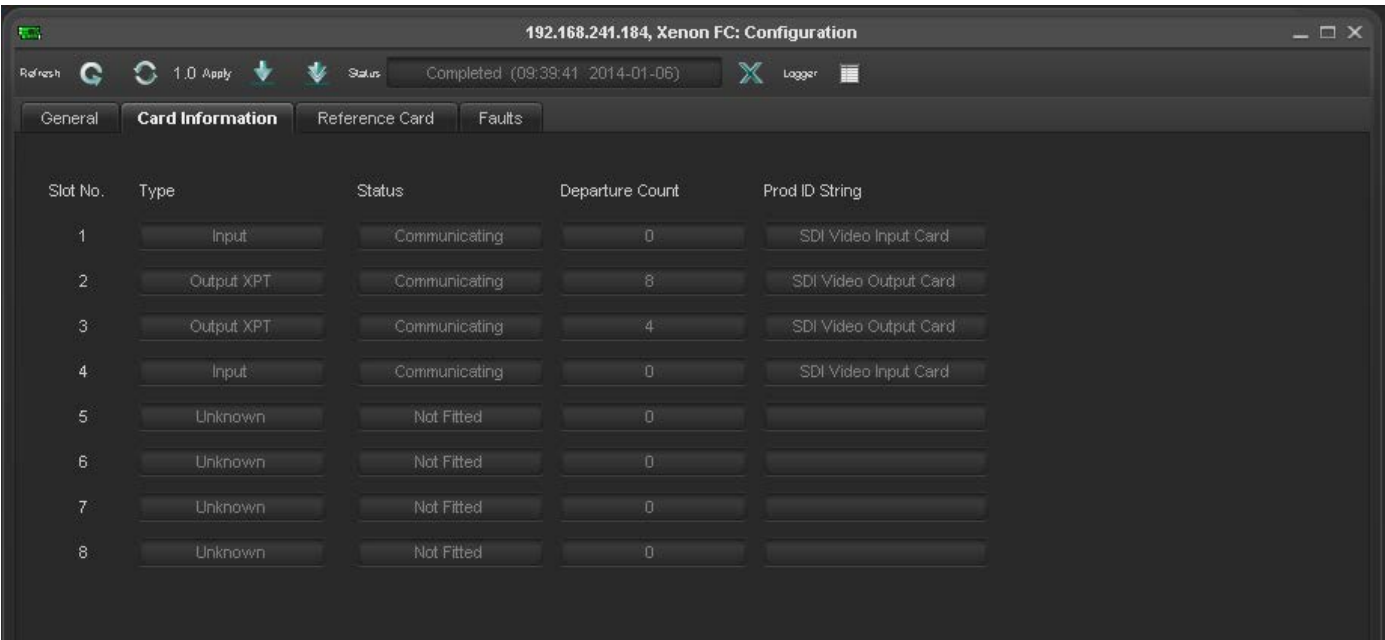 192.168.241.184, Xenon FC: Configuration
Refresh 1.0 Apply Status Completed (09:39:41 2014-01-06) Logger
General Card Information Reference Card Faults
Slot No. Type Status Departure Count Prod ID String
1 Input Communicating 0 SDI Video Input Card
2 Output XPT Communicating 8 SDI Video Output Card
3 Output XPT Communicating 4 SDI Video Output Card
4 Input Communicating 0 SDI Video Input Card
5 Unknown Not Fitted 0
6 Unknown Not Fitted 0
7 Unknown Not Fitted 0
8 Unknown Not Fitted 0